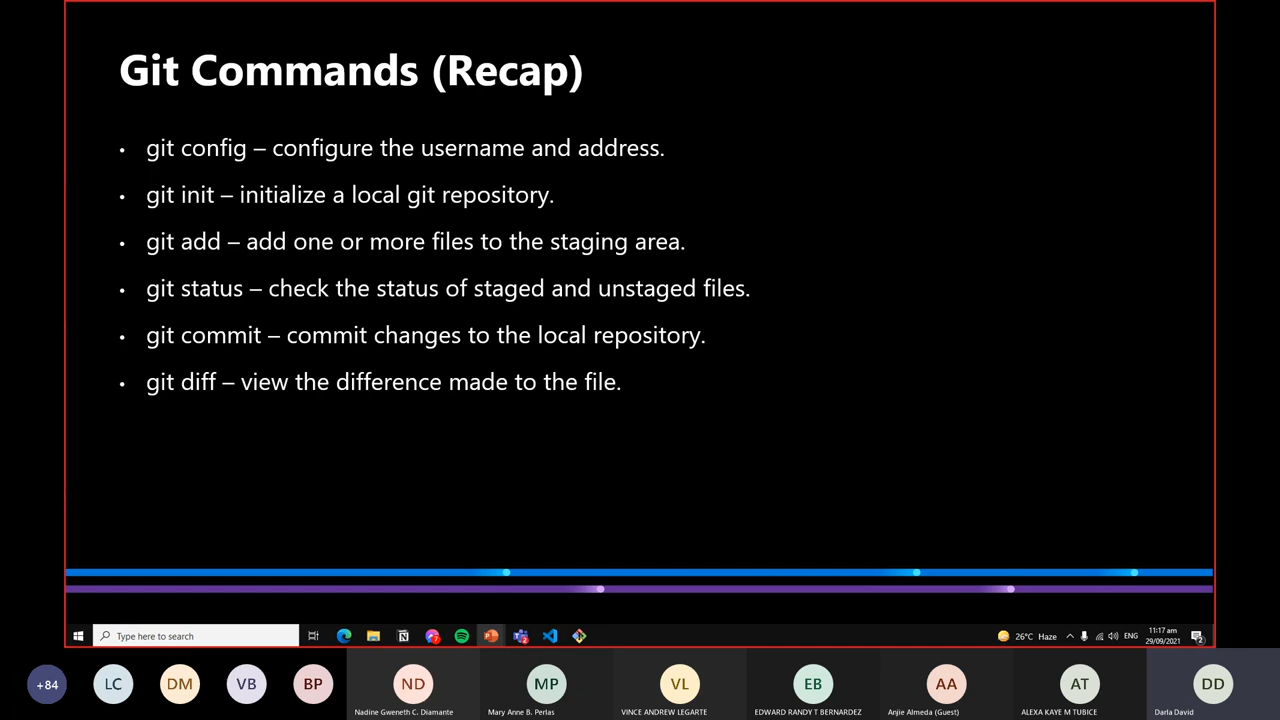 Git Commands (Recap)
• git config – configure the username and address.
• git init – initialize a local git repository.
• git add – add one or more files to the staging area.
• git status – check the status of staged and unstaged files.
• git commit – commit changes to the local repository.
• git diff – view the difference made to the file.
Type here to search
7
2
26°C Haze
ENG
11:17 am
29/09/2021
2
+84
LC
DM
VB
BP
ND
MP
VL
EB
AA
AT
DD
Nadine Gweneth C. Diamante
Mary Anne B. Perlas
VINCE ANDREW LEGARTE
EDWARD RANDY T BERNARDEZ
Anjie Almeda (Guest)
ALEXA KAYE M TUBICE
Darla David